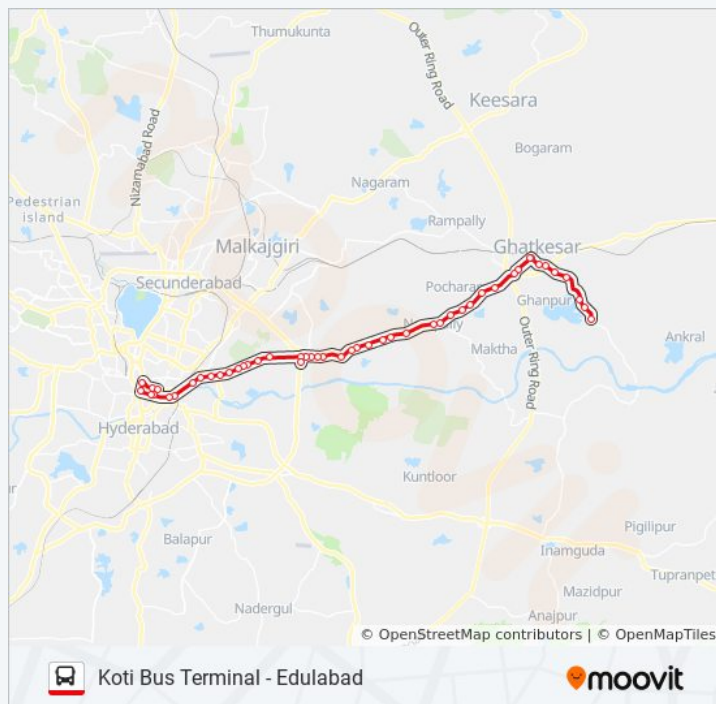 Thumukunta
Outer Ring Road
Keesara
Nizamabad Road
Bogaram
Nagaram
Pedestrian
island
Rampally
Malkajgiri
Ghatkesar
Secunderabad
Pocharam
Ghanpur
Ankral
Maktha
Outer Ring Road
Hyderabad
Kuntloor
Pigilipur
Balapur
Inamguda
Tupranpet
Mazidpur
Nadergul
Anajpur
© OpenStreetMap contributors | © OpenMapTiles
Koti Bus Terminal - Edulabad
moovit